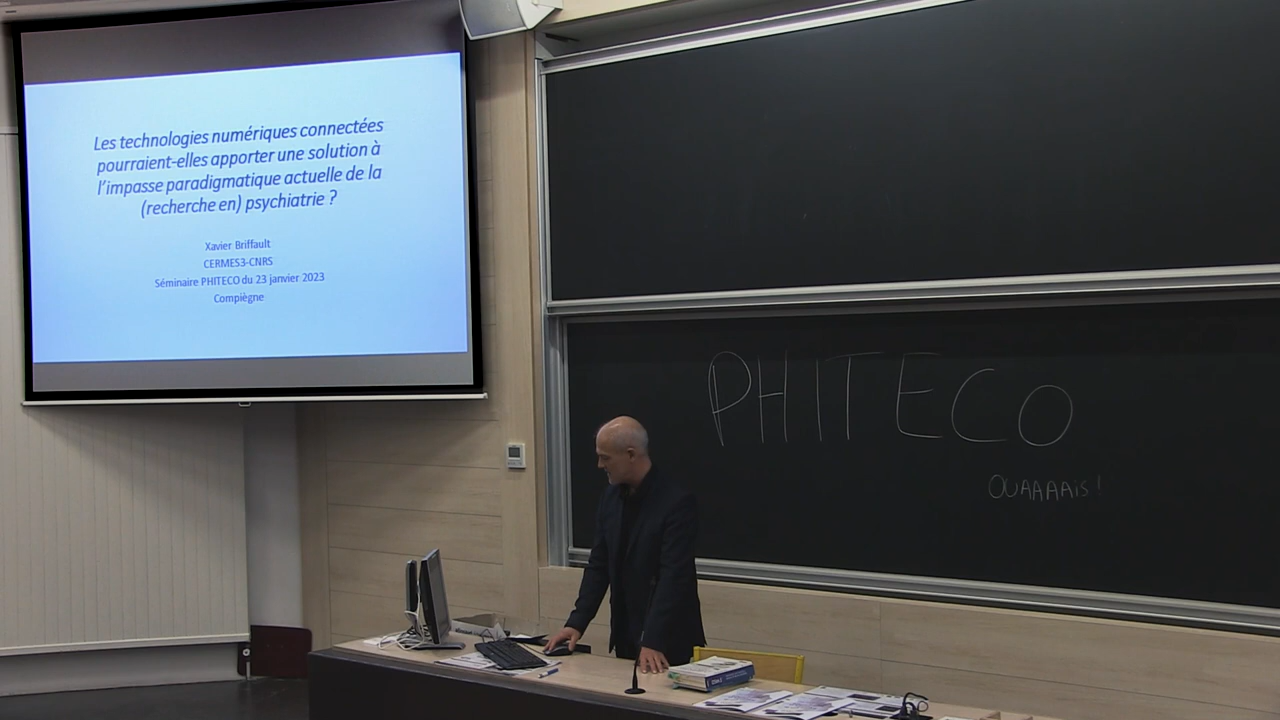 Les technologies numériques connectées
pourraient-elles apporter une solution à
l'impasse paradigmatique actuelle de la
(recherche en) psychiatrie ?
Xavier Briffault
CERMES3-CNRS
Séminaire PHITECO du 23 janvier 2023
Compiègne
PHITECO
OUAAAAis !